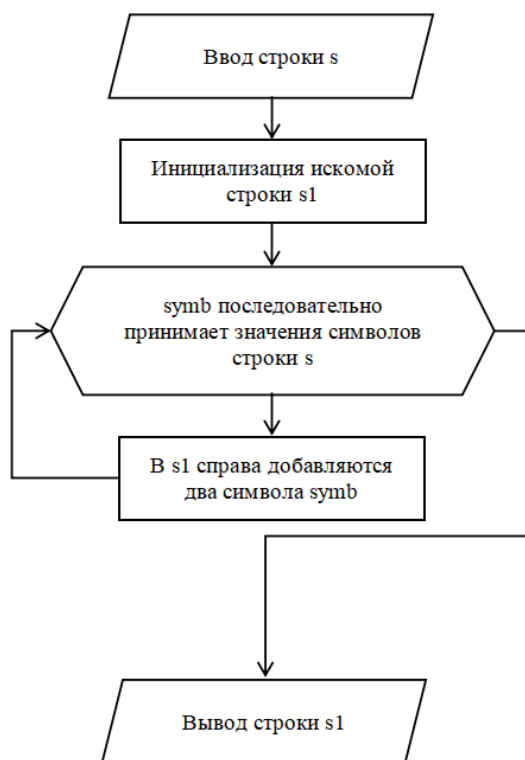 Ввод строки s
Инициализация искомой
строки s1
symb последовательно
принимает значения символов
строки s
В s1 справа добавляются
два символа symb
Вывод строки s1